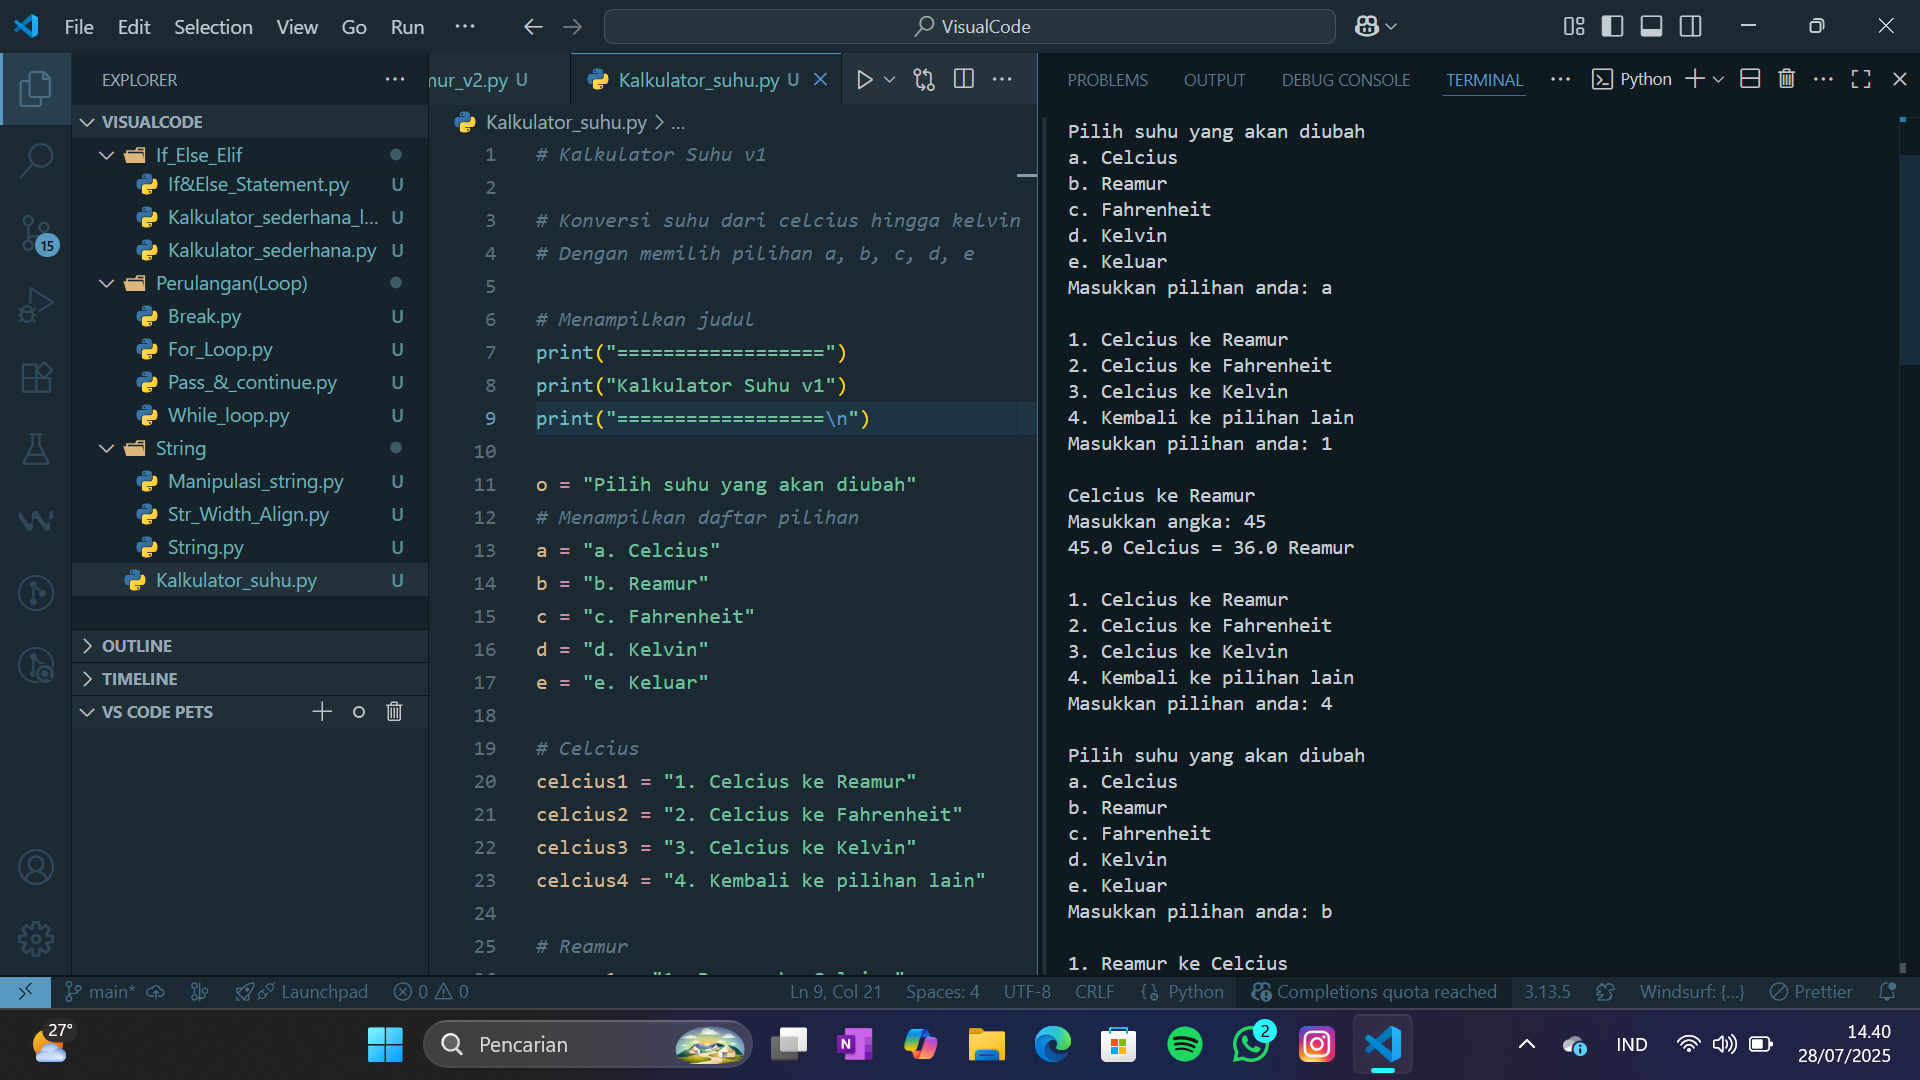 File Edit Selection View Go Run ··· VisualCode
EXPLORER ···
VISUALCODE
If_Else_Elif
If&Else_Statement.py U
Kalkulator_sederhana_l... U
Kalkulator_sederhana.py U
Perulangan(Loop)
Break.py U
For_Loop.py U
Pass_&_continue.py U
While_loop.py U
String
Manipulasi_string.py U
Str_Width_Align.py U
String.py U
Kalkulator_suhu.py U
OUTLINE
TIMELINE
VS CODE PETS
15
mur_v2.py U Kalkulator_suhu.py U
Kalkulator_suhu.py > ...
1 # Kalkulator Suhu v1
2
3 # Konversi suhu dari celcius hingga kelvin
4 # Dengan memilih pilihan a, b, c, d, e
5
6 # Menampilkan judul
7 print("==================")
8 print("Kalkulator Suhu v1")
9 print("==================\n")
10
11 o = "Pilih suhu yang akan diubah"
12 # Menampilkan daftar pilihan
13 a = "a. Celcius"
14 b = "b. Reamur"
15 c = "c. Fahrenheit"
16 d = "d. Kelvin"
17 e = "e. Keluar"
18
19 # Celcius
20 celcius1 = "1. Celcius ke Reamur"
21 celcius2 = "2. Celcius ke Fahrenheit"
22 celcius3 = "3. Celcius ke Kelvin"
23 celcius4 = "4. Kembali ke pilihan lain"
24
25 # Reamur
PROBLEMS OUTPUT DEBUG CONSOLE TERMINAL ··· Python
Pilih suhu yang akan diubah
a. Celcius
b. Reamur
c. Fahrenheit
d. Kelvin
e. Keluar
Masukkan pilihan anda: a
1. Celcius ke Reamur
2. Celcius ke Fahrenheit
3. Celcius ke Kelvin
4. Kembali ke pilihan lain
Masukkan pilihan anda: 1
Celcius ke Reamur
Masukkan angka: 45
45.0 Celcius = 36.0 Reamur
1. Celcius ke Reamur
2. Celcius ke Fahrenheit
3. Celcius ke Kelvin
4. Kembali ke pilihan lain
Masukkan pilihan anda: 4
Pilih suhu yang akan diubah
a. Celcius
b. Reamur
c. Fahrenheit
d. Kelvin
e. Keluar
Masukkan pilihan anda: b
1. Reamur ke Celcius
main* Launchpad 0 0 Ln 9, Col 21 Spaces: 4 UTF-8 CRLF Python Completions quota reached 3.13.5 Windsurf: {...} Prettier
27° Pencarian 2 IND 14.40
28/07/2025